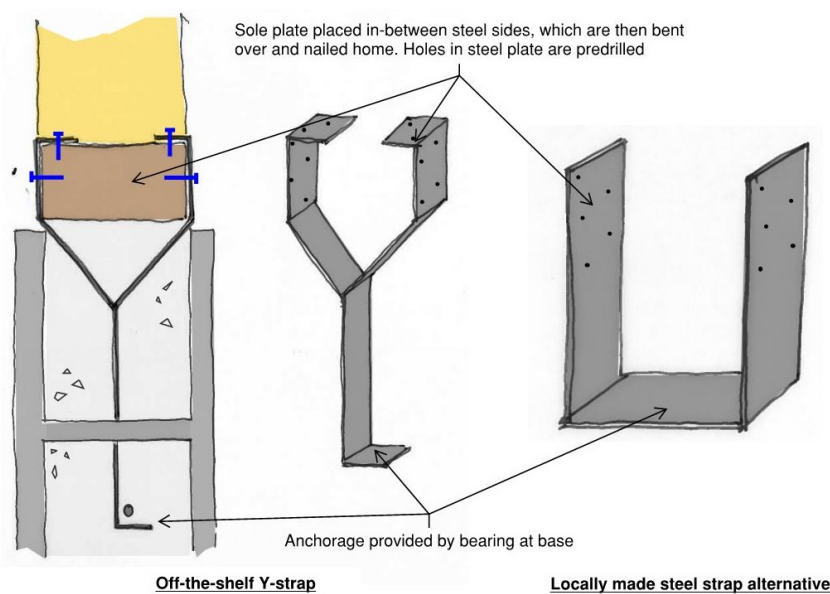 Sole plate placed in-between steel sides, which are then bent
over and nailed home. Holes in steel plate are predrilled
Anchorage provided by bearing at base
Off-the-shelf Y-strap
Locally made steel strap alternative